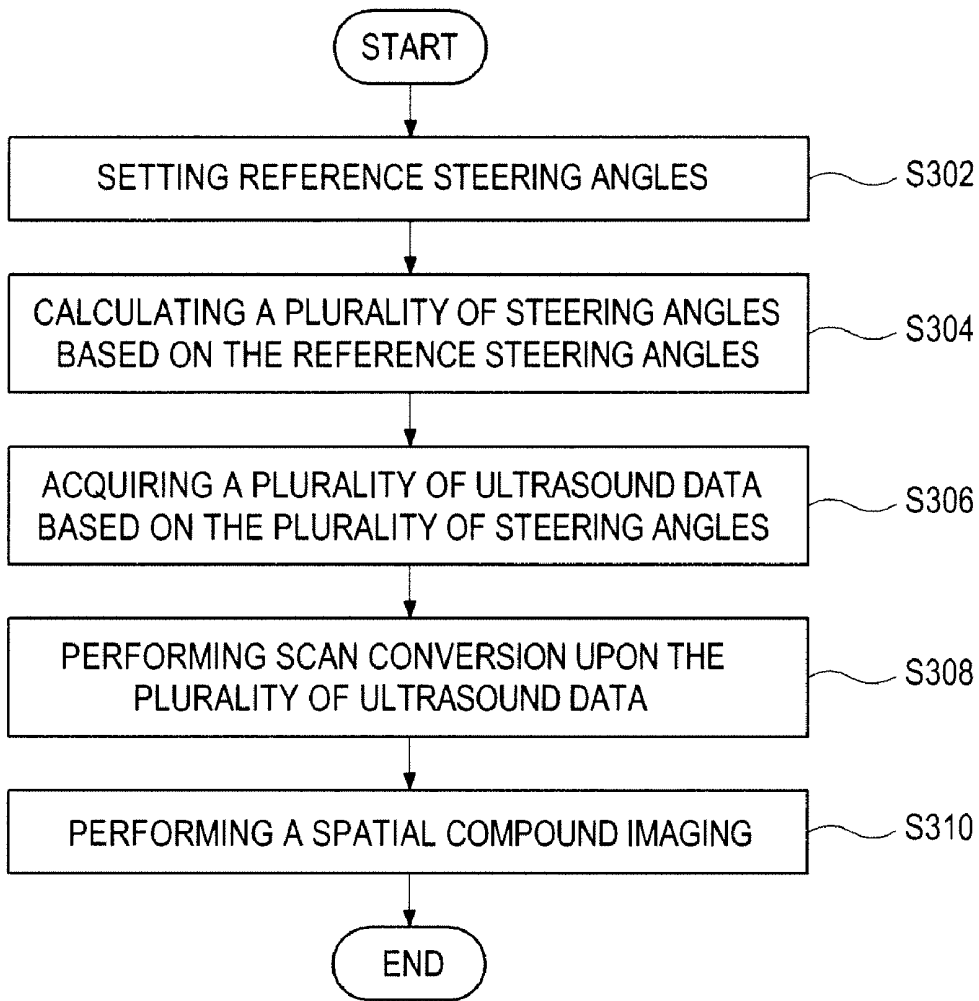 START
SETTING REFERENCE STEERING ANGLES
S302
CALCULATING A PLURALITY OF STEERING ANGLES
BASED ON THE REFERENCE STEERING ANGLES
S304
ACQUIRING A PLURALITY OF ULTRASOUND DATA
BASED ON THE PLURALITY OF STEERING ANGLES
S306
PERFORMING SCAN CONVERSION UPON THE
PLURALITY OF ULTRASOUND DATA
S308
PERFORMING A SPATIAL COMPOUND IMAGING
S310
END